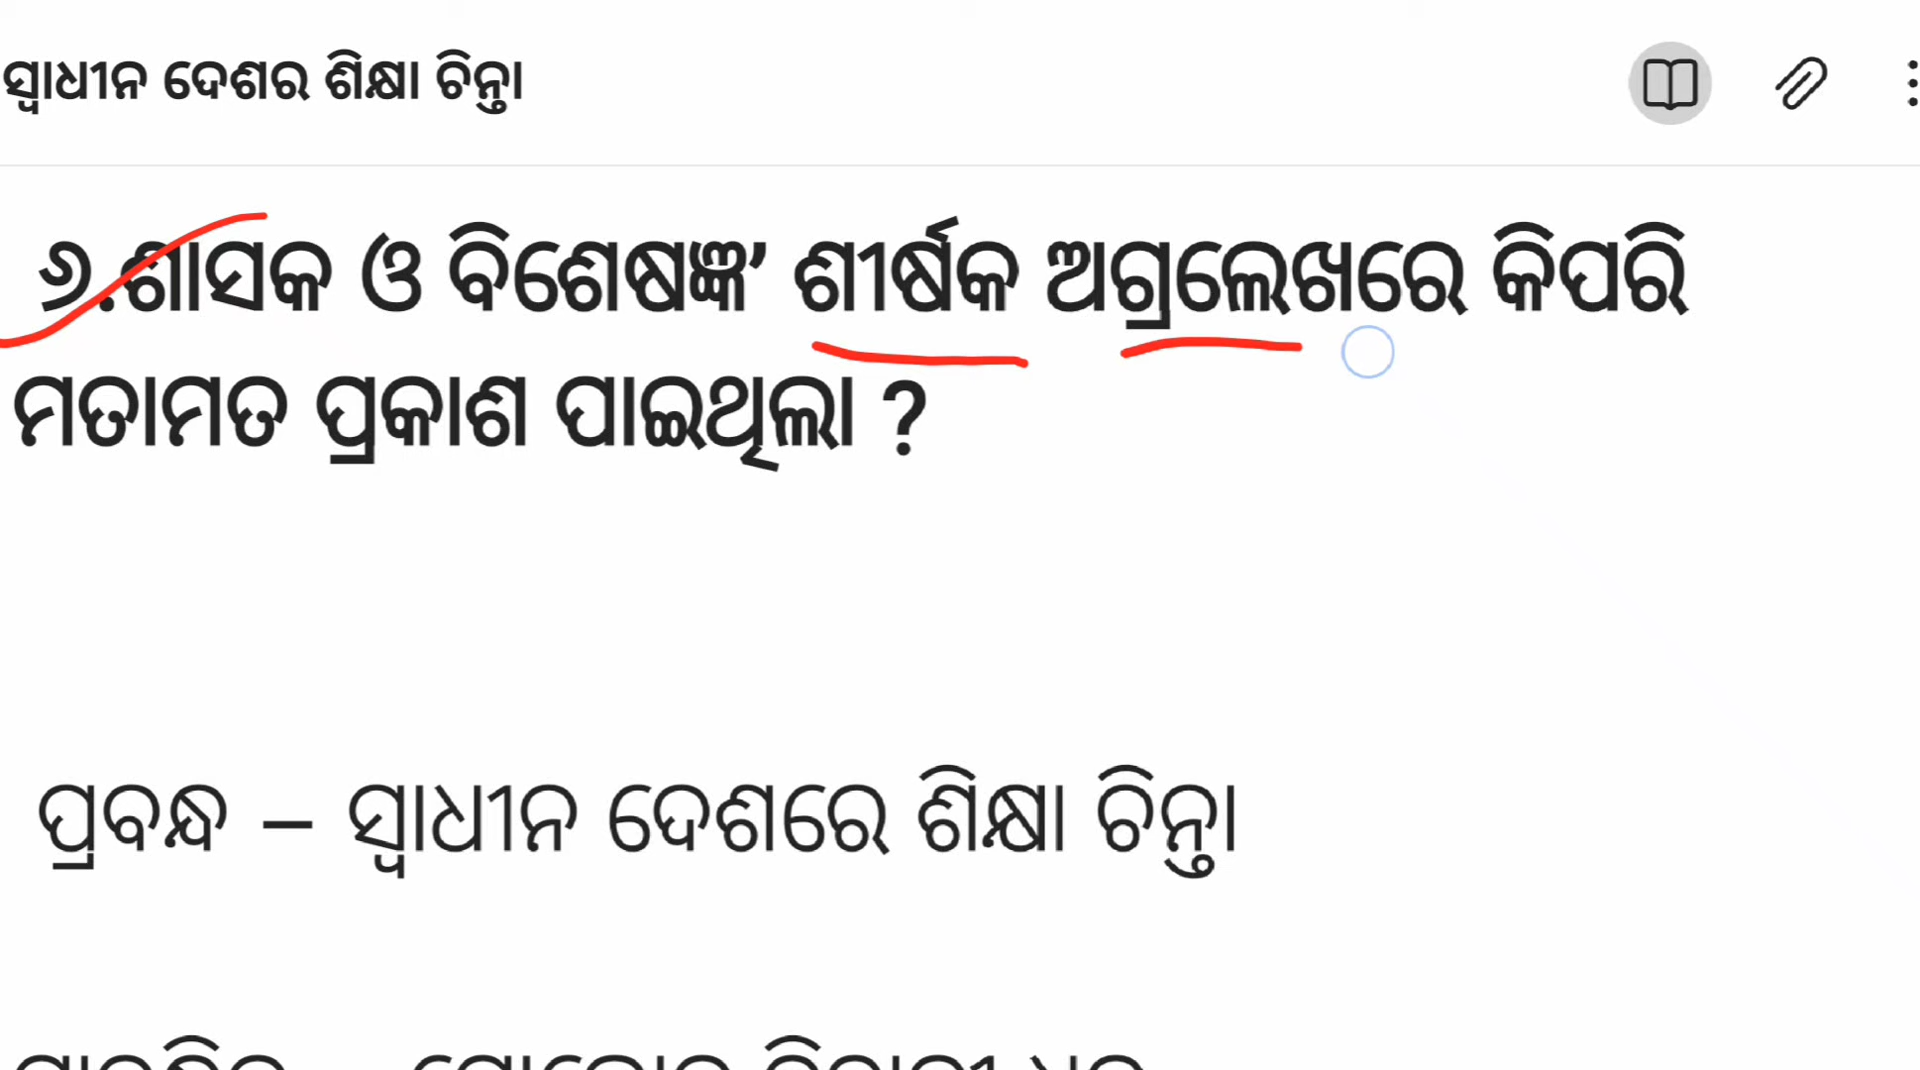 ସ୍ୱାଧୀନ ଦେଶର ଶିକ୍ଷା ଚିନ୍ତା
୬.ଶାସକ ଓ ବିଶେଷଜ୍ଞ’ ଶୀର୍ଷକ ଅଗ୍ରଲେଖରେ କିପରି
ମତାମତ ପ୍ରକାଶ ପାଇଥିଲା ?
ପ୍ରବନ୍ଧ – ସ୍ୱାଧୀନ ଦେଶରେ ଶିକ୍ଷା ଚିନ୍ତା